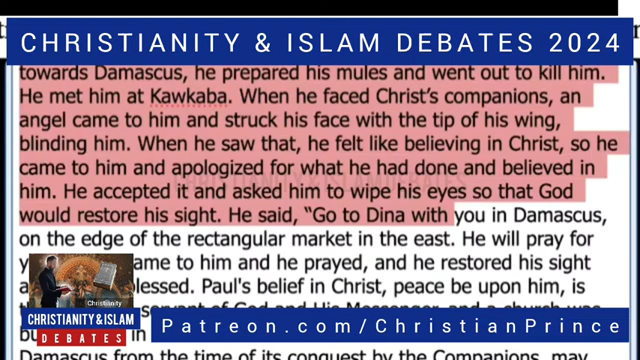 CHRISTIANITY & ISLAM DEBATES 2024
towards Damascus, he prepared his mules and went out to kill him.
He met him at Kawkaba. When he faced Christ's companions, an
angel came to him and struck his face with the tip of his wing,
blinding him. When he saw that, he felt like believing in Christ, so he
came to him and apologized for what he had done and believed in
him. He accepted it and asked him to wipe his eyes so that God
would restore his sight. He said, "Go to Dina with you in Damascus,
on the edge of the rectangular market in the east. He will pray for
ame to him and he prayed, and he restored his sight
lessed. Paul's belief in Christ, peace be upon him, is
servant of God and His Messenger, and a church was
in
Damascus from the time of its conquest by the Companions, may
Christianity
CHRISTIANITY & ISLAM
DEBATES
Patreon.com/ChristianPrince